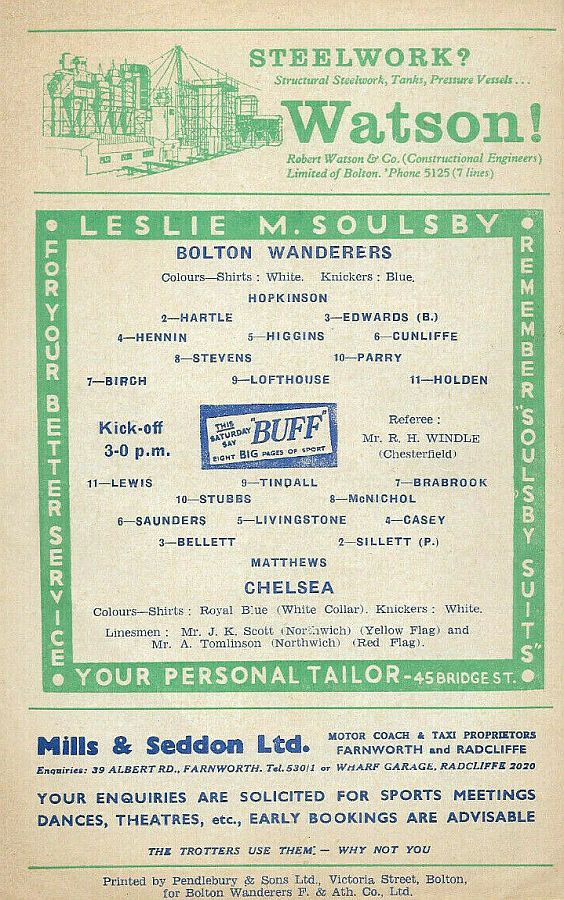 STEELWORK?
Structural Steelwork, Tanks, Pressure Vessels...
Watson!
Robert Watson & Co. (Constructional Engineers)
Limited of Bolton. 'Phone 5125 (7 lines)
LESLIE M. SOULSBY
FOR YOUR BETTER SERVICE
REMEMBER "SOULSBY SUITS"
BOLTON WANDERERS
Colours—Shirts : White. Knickers : Blue.
HOPKINSON
2—HARTLE 3—EDWARDS (B.)
4—HENNIN 5—HIGGINS 6—CUNLIFFE
8—STEVENS 10—PARRY
7—BIRCH 9—LOFTHOUSE 11—HOLDEN
Kick-off
3-0 p.m.
THIS
SATURDAY
SAY
"BUFF"
EIGHT BIG PAGES OF SPORT
Referee :
Mr. R. H. WINDLE
(Chesterfield)
11—LEWIS 9—TINDALL 7—BRABROOK
10—STUBBS 8—McNICHOL
6—SAUNDERS 5—LIVINGSTONE 4—CASEY
3—BELLETT 2—SILLETT (P.)
MATTHEWS
CHELSEA
Colours—Shirts : Royal Blue (White Collar). Knickers : White.
Linesmen : Mr. J. K. Scott (Northwich) (Yellow Flag) and
Mr. A. Tomlinson (Northwich) (Red Flag).
YOUR PERSONAL TAILOR-45 BRIDGE ST.
Mills & Seddon Ltd.
MOTOR COACH & TAXI PROPRIETORS
FARNWORTH and RADCLIFFE
Enquiries: 39 ALBERT RD., FARNWORTH. Tel. 530/1 or WHARF GARAGE, RADCLIFFE 2020
YOUR ENQUIRIES ARE SOLICITED FOR SPORTS MEETINGS
DANCES, THEATRES, etc., EARLY BOOKINGS ARE ADVISABLE
THE TROTTERS USE THEM — WHY NOT YOU
Printed by Pendlebury & Sons Ltd., Victoria Street, Bolton,
for Bolton Wanderers F. & Ath. Co., Ltd.